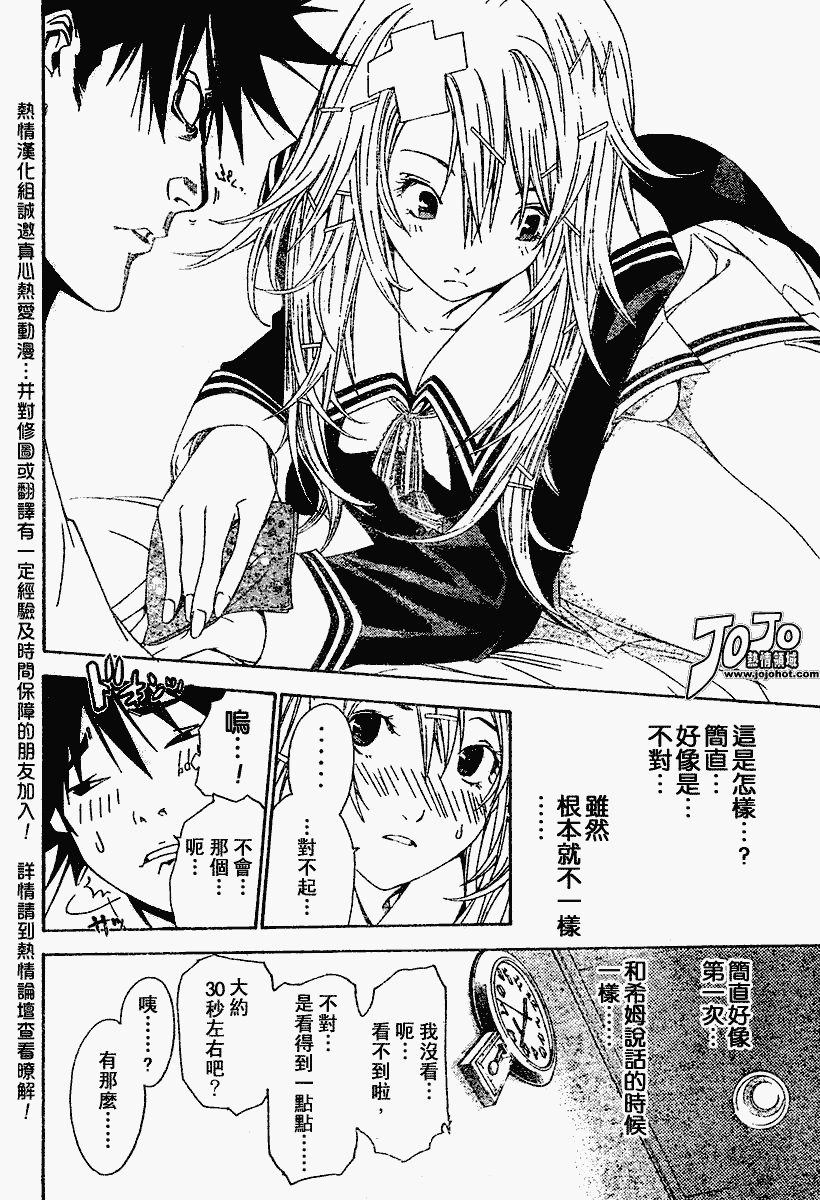 熱情漢化組誠邀真心熱愛動漫…并對修圖或翻譯有一定經驗及時間保障的朋友加入！ 詳情請到熱情論壇查看瞭解！
JOJO
熱情領域
www.jojohot.com
這是怎樣…？
簡直…
好像是…
不對…
雖然
根本就不一樣
……
……
…對不起…
ドキンッ
嗚…！
不會…
那個…
呃…
簡直好像
第一次…
和希姆說話的時候
一樣……
我沒看…
呃…
看不到啦，
不對…
是看得到一點點……
大約
30秒左右吧？
咦……？
有那麼……